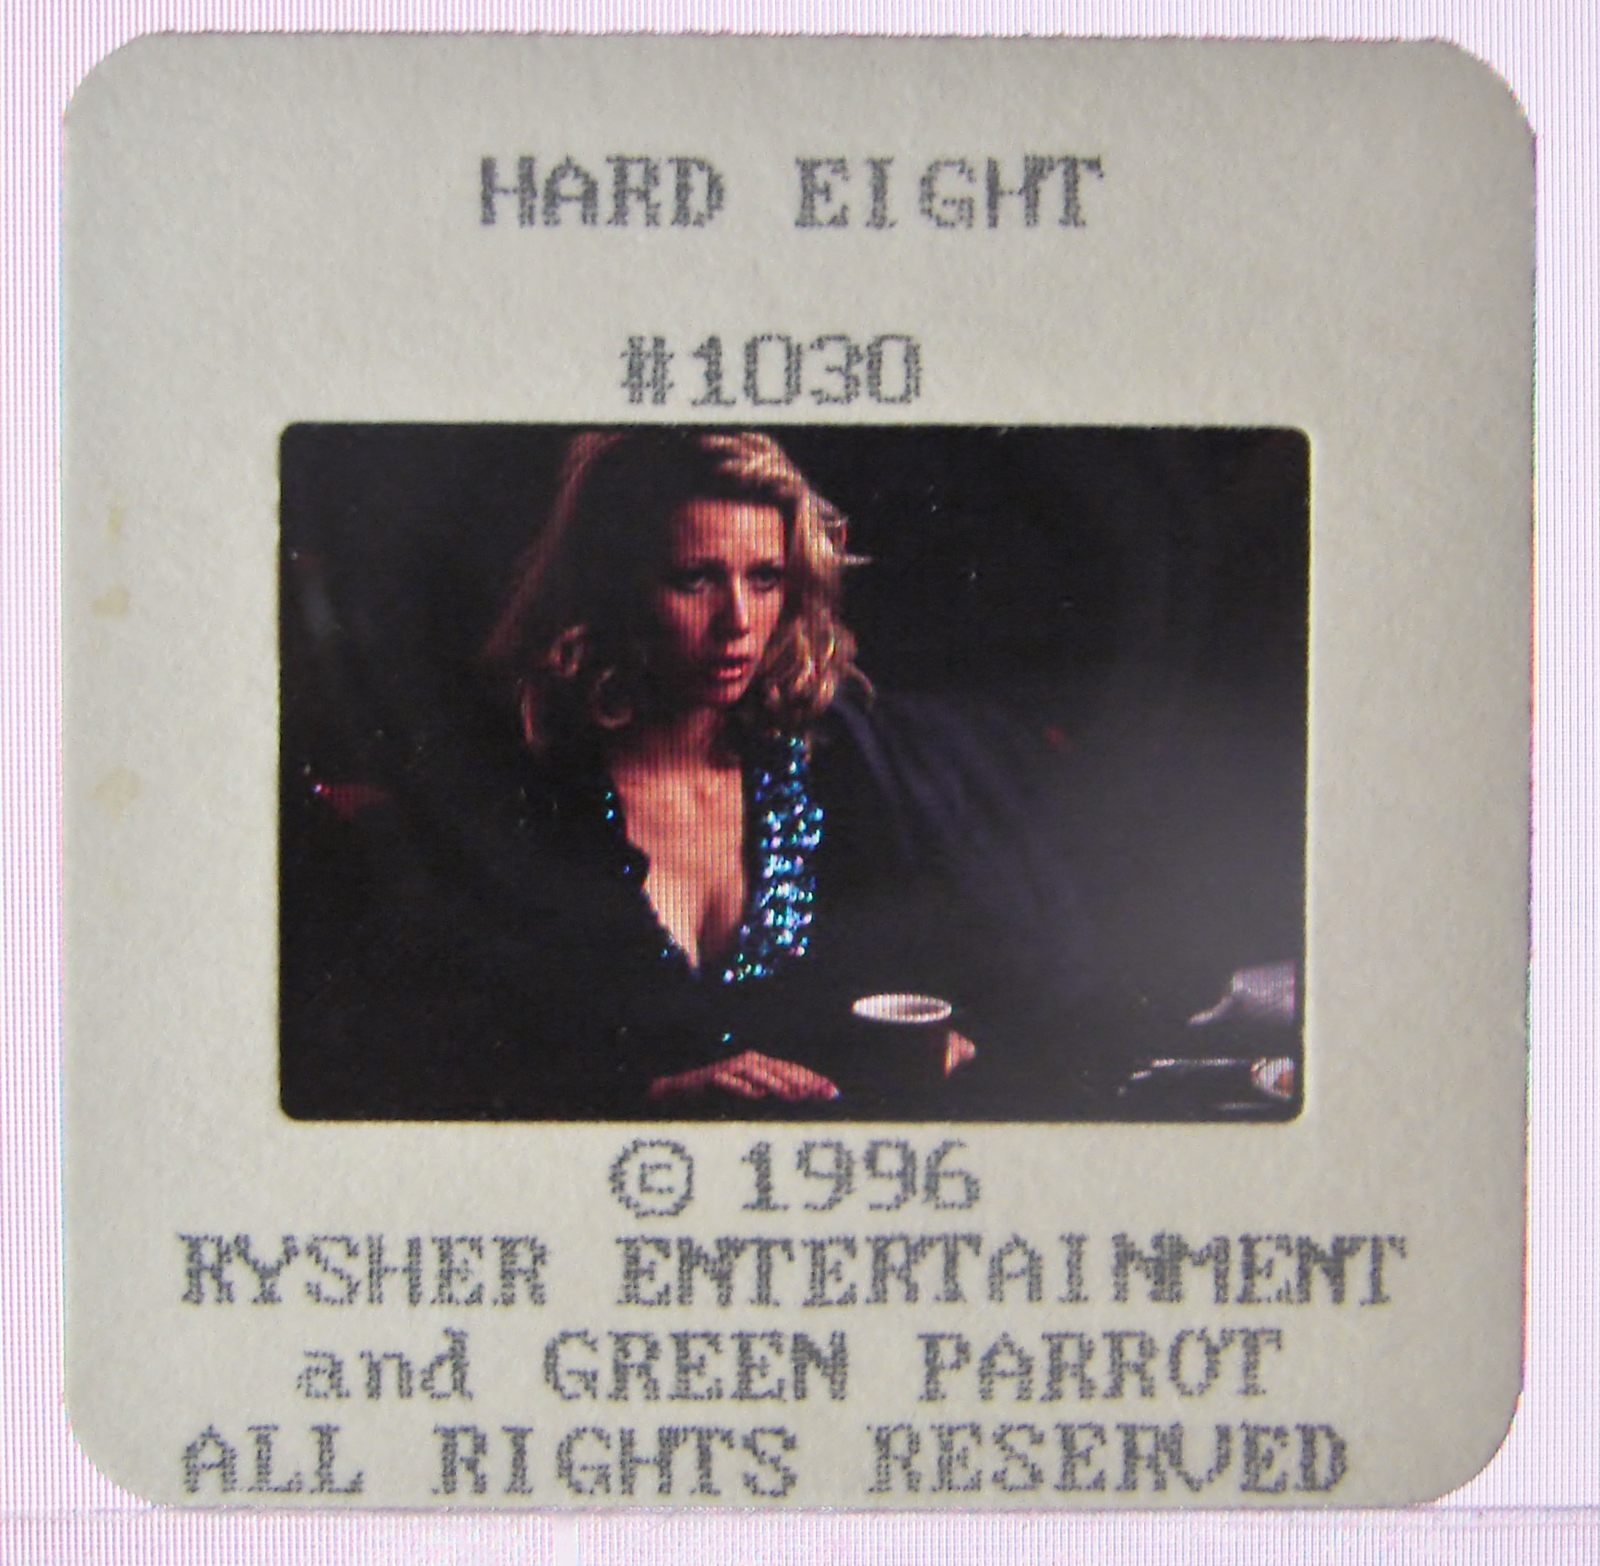 HARD EIGHT
#1030
© 1996
RYSHER ENTERTAINMENT
and GREEN PARROT
ALL RIGHTS RESERVED